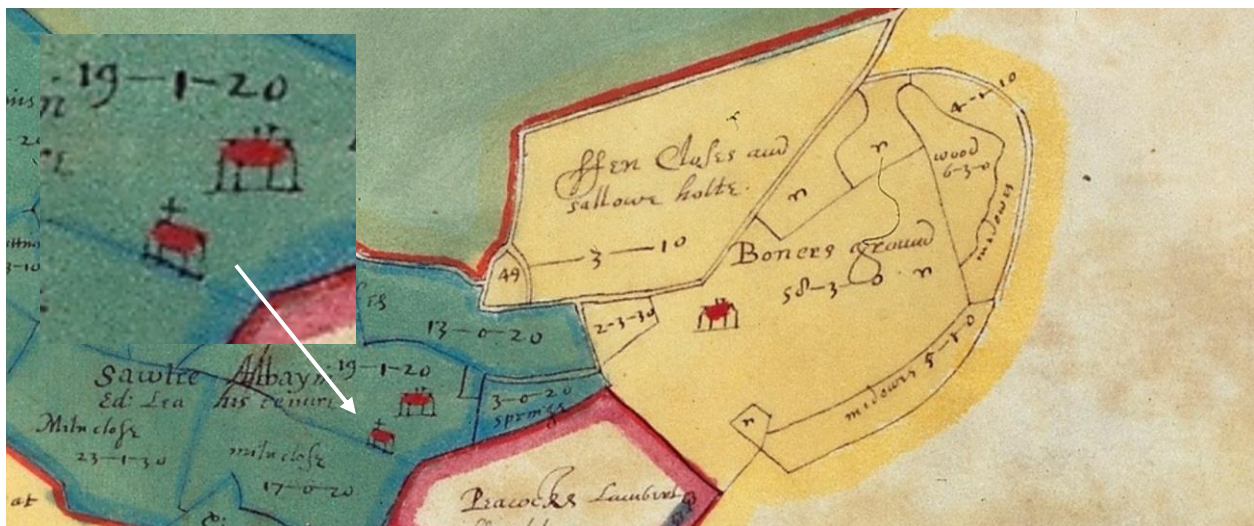 19-1-20
4-1-10
ffen Closes and
sallowe holte.
n
wood
6-3-0
n
medowes
3-10
49
Boners ground
58-3-0
n
13-0-20
2-3-30
19-1-20
Sawtre
Ed: Lea his tenure
3-0-20
springe
medowes 5-1-0
Miln close
23-1-30
miln close
17-0-20
n
Peacocks Lambert
at